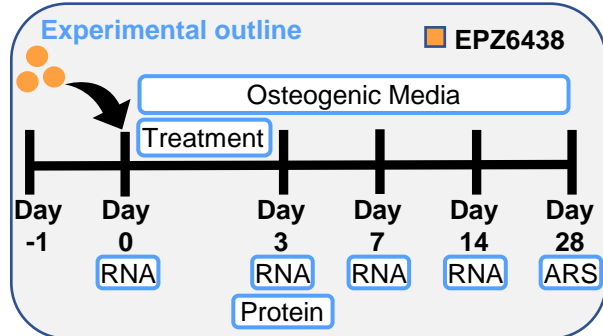 Experimental outline
EPZ6438
Osteogenic Media
Treatment
Day Day Day Day Day Day
-1 0 3 7 14 28
RNA RNA RNA RNA ARS
Protein